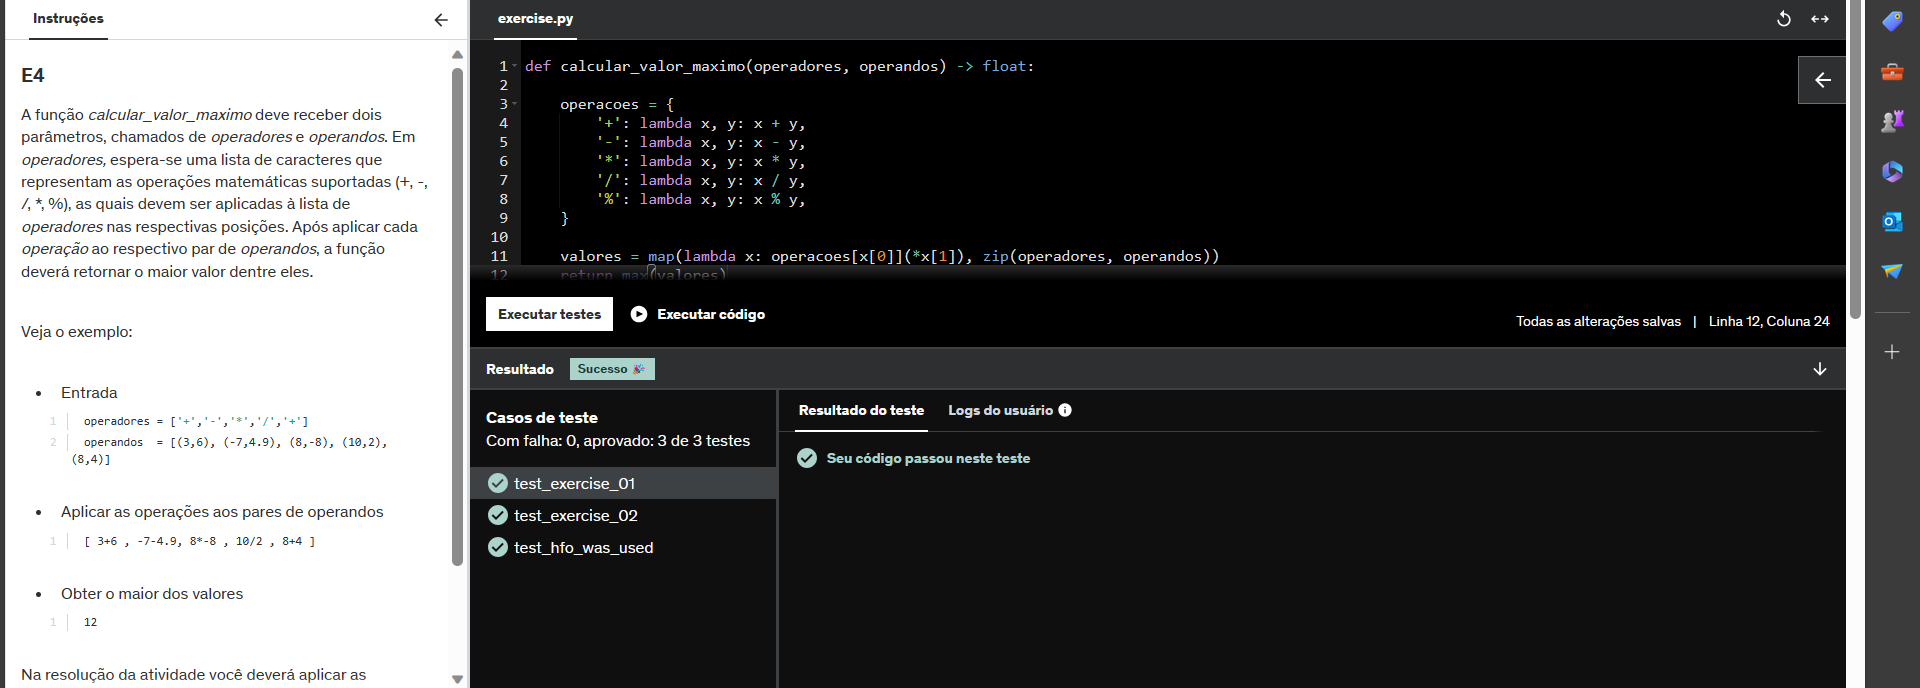 Instruções
E4
A função calcular_valor_maximo deve receber dois
parâmetros, chamados de operadores e operandos. Em
operadores, espera-se uma lista de caracteres que
representam as operações matemáticas suportadas (+, -,
/, *, %), as quais devem ser aplicadas à lista de
operadores nas respectivas posições. Após aplicar cada
operação ao respectivo par de operandos, a função
deverá retornar o maior valor dentre eles.
Veja o exemplo:
• Entrada
1 operadores = ['+','-','*','/','+']
2 operandos  = [(3,6), (-7,4.9), (8,-8), (10,2),
(8,4)]
• Aplicar as operações aos pares de operandos
1 [ 3+6 , -7-4.9, 8*-8 , 10/2 , 8+4 ]
• Obter o maior dos valores
1 12
Na resolução da atividade você deverá aplicar as
exercise.py
1 def calcular_valor_maximo(operadores, operandos) -> float:
2
3     operacoes = {
4         '+': lambda x, y: x + y,
5         '-': lambda x, y: x - y,
6         '*': lambda x, y: x * y,
7         '/': lambda x, y: x / y,
8         '%': lambda x, y: x % y,
9     }
10
11     valores = map(lambda x: operacoes[x[0]](*x[1]), zip(operadores, operandos))
12     return max(valores)
Executar testes
Executar código
Todas as alterações salvas | Linha 12, Coluna 24
Resultado
Sucesso 🎉
Casos de teste
Com falha: 0, aprovado: 3 de 3 testes
test_exercise_01
test_exercise_02
test_hfo_was_used
Resultado do teste
Logs do usuário
Seu código passou neste teste